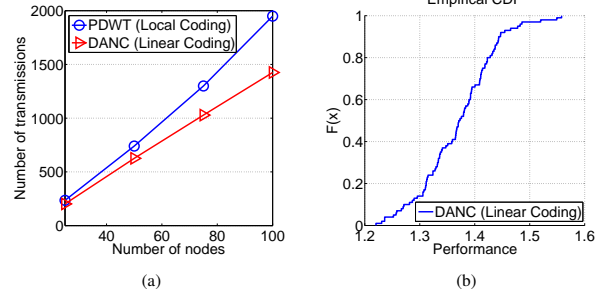 2000
1500
1000
500
0
Number of transmissions
PDWT (Local Coding)
DANC (Linear Coding)
40
60
80
100
Number of nodes
(a)
1
0.8
0.6
0.4
0.2
0
F(x)
DANC (Linear Coding)
1.2
1.3
1.4
1.5
1.6
Performance
(b)